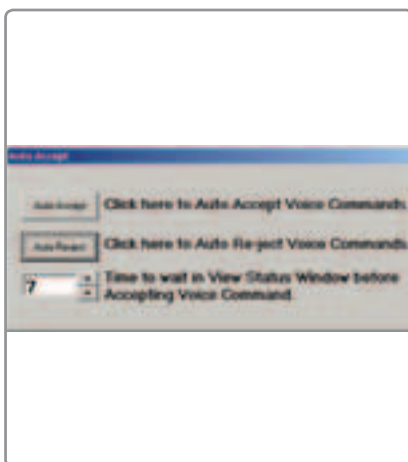 Auto Accept
Auto Accept Click here to Auto Accept Voice Commands
Auto Reject Click here to Auto Re-ject Voice Commands
7 Time to wait in View Status Window before
Accepting Voice Command.